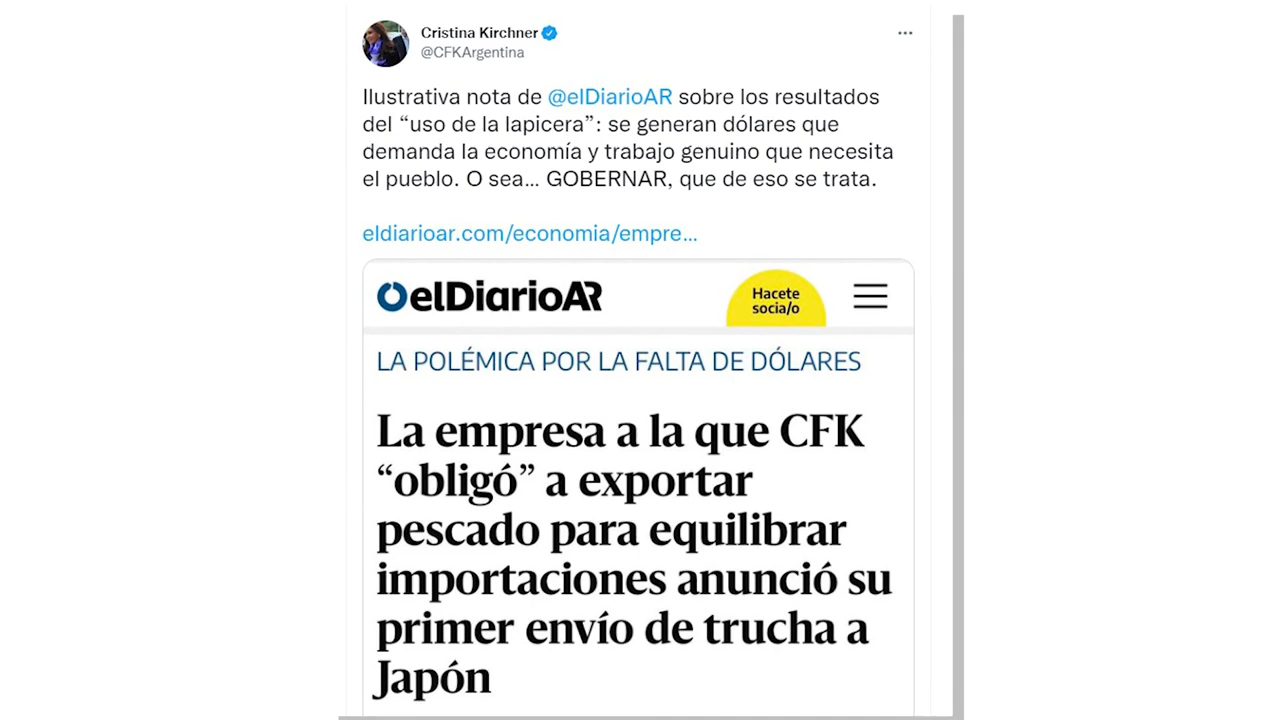 Cristina Kirchner
@CFKArgentina
Ilustrativa nota de @elDiarioAR sobre los resultados
del “uso de la lapicera”: se generan dólares que
demanda la economía y trabajo genuino que necesita
el pueblo. O sea... GOBERNAR, que de eso se trata.
eldiarioar.com/economia/empre...
elDiarioAR
Hacete
socia/o
LA POLÉMICA POR LA FALTA DE DÓLARES
La empresa a la que CFK
“obligó” a exportar
pescado para equilibrar
importaciones anunció su
primer envío de trucha a
Japón